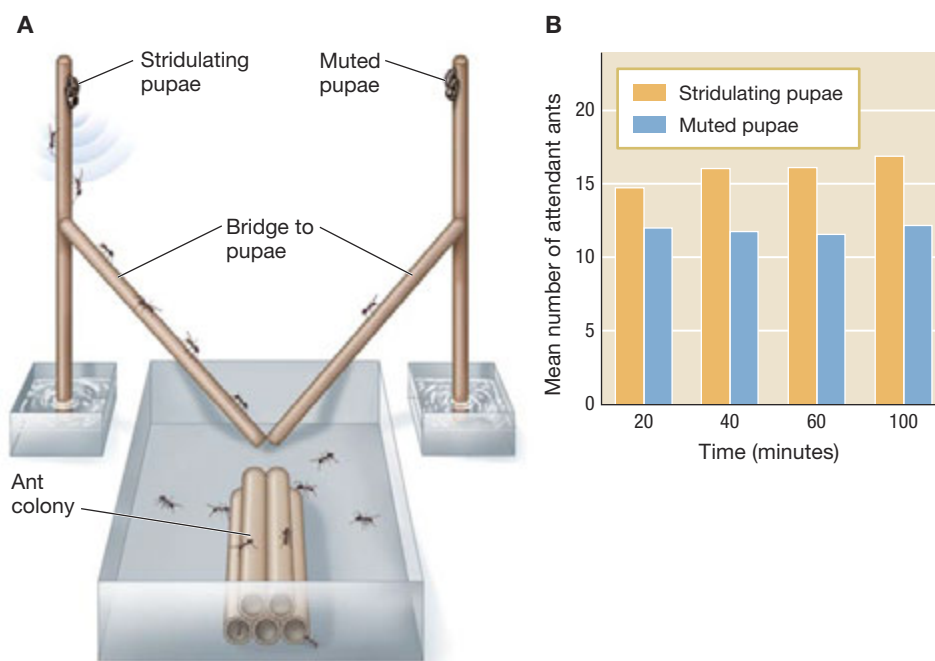 A
Stridulating
pupae
Muted
pupae
Bridge to
pupae
Ant
colony
B
Mean number of attendant ants
20
15
10
5
0
Stridulating pupae
Muted pupae
20 40 60 100
Time (minutes)